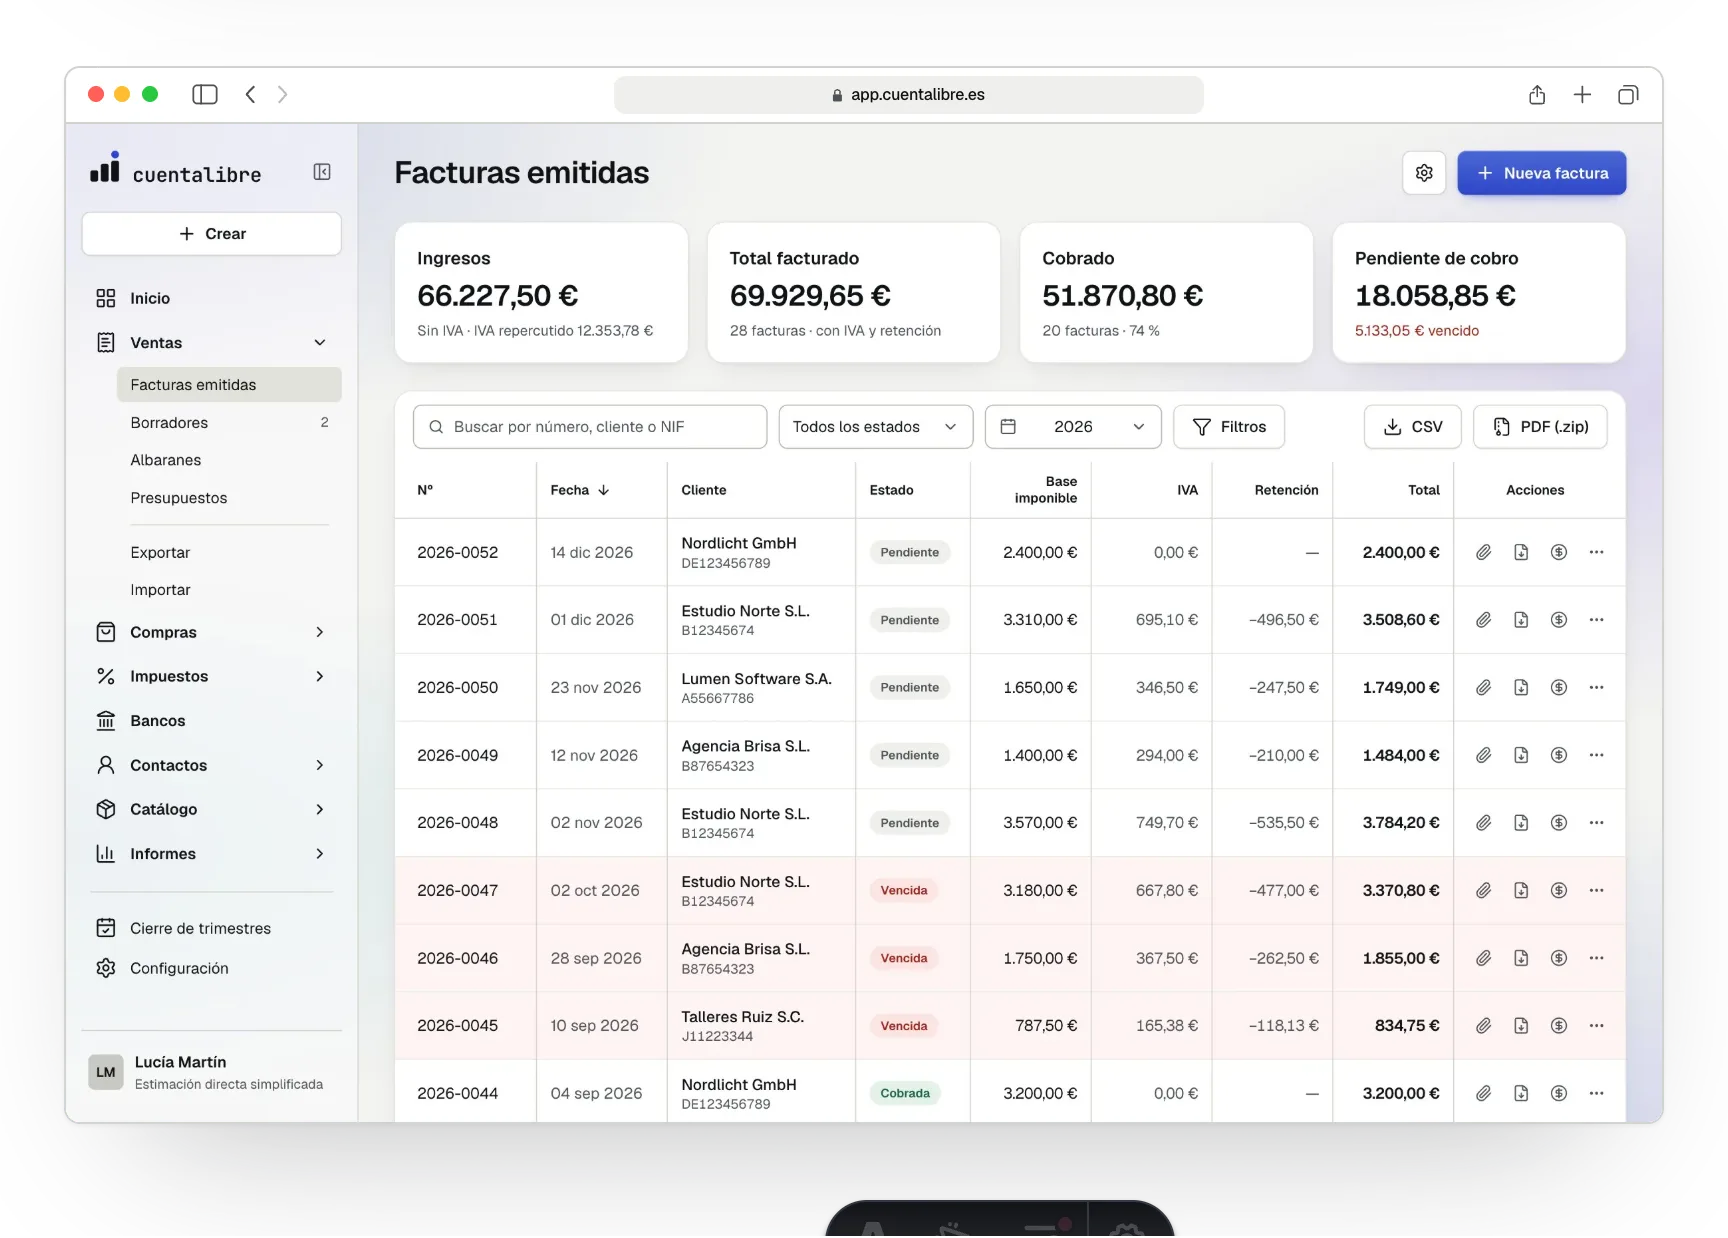 app.cuentalibre.es
cuentalibre
Crear
Inicio
Ventas
Facturas emitidas
Borradores 2
Albaranes
Presupuestos
Exportar
Importar
Compras
Impuestos
Bancos
Contactos
Catálogo
Informes
Cierre de trimestres
Configuración
LM
Lucía Martín
Estimación directa simplificada
Facturas emitidas
Nueva factura
Ingresos
66.227,50 €
Sin IVA · IVA repercutido 12.353,78 €
Total facturado
69.929,65 €
28 facturas · con IVA y retención
Cobrado
51.870,80 €
20 facturas · 74 %
Pendiente de cobro
18.058,85 €
5.133,05 € vencido
Buscar por número, cliente o NIF
Todos los estados
2026
Filtros
CSV
PDF (.zip)
Nº Fecha Cliente Estado Base imponible IVA Retención Total Acciones
2026-0052 14 dic 2026 Nordlicht GmbH Pendiente 2.400,00 € 0,00 € — 2.400,00 €
DE123456789
2026-0051 01 dic 2026 Estudio Norte S.L. Pendiente 3.310,00 € 695,10 € −496,50 € 3.508,60 €
B12345674
2026-0050 23 nov 2026 Lumen Software S.A. Pendiente 1.650,00 € 346,50 € −247,50 € 1.749,00 €
A55667786
2026-0049 12 nov 2026 Agencia Brisa S.L. Pendiente 1.400,00 € 294,00 € −210,00 € 1.484,00 €
B87654323
2026-0048 02 nov 2026 Estudio Norte S.L. Pendiente 3.570,00 € 749,70 € −535,50 € 3.784,20 €
B12345674
2026-0047 02 oct 2026 Estudio Norte S.L. Vencida 3.180,00 € 667,80 € −477,00 € 3.370,80 €
B12345674
2026-0046 28 sep 2026 Agencia Brisa S.L. Vencida 1.750,00 € 367,50 € −262,50 € 1.855,00 €
B87654323
2026-0045 10 sep 2026 Talleres Ruiz S.C. Vencida 787,50 € 165,38 € −118,13 € 834,75 €
J11223344
2026-0044 04 sep 2026 Nordlicht GmbH Cobrada 3.200,00 € 0,00 € — 3.200,00 €
DE123456789